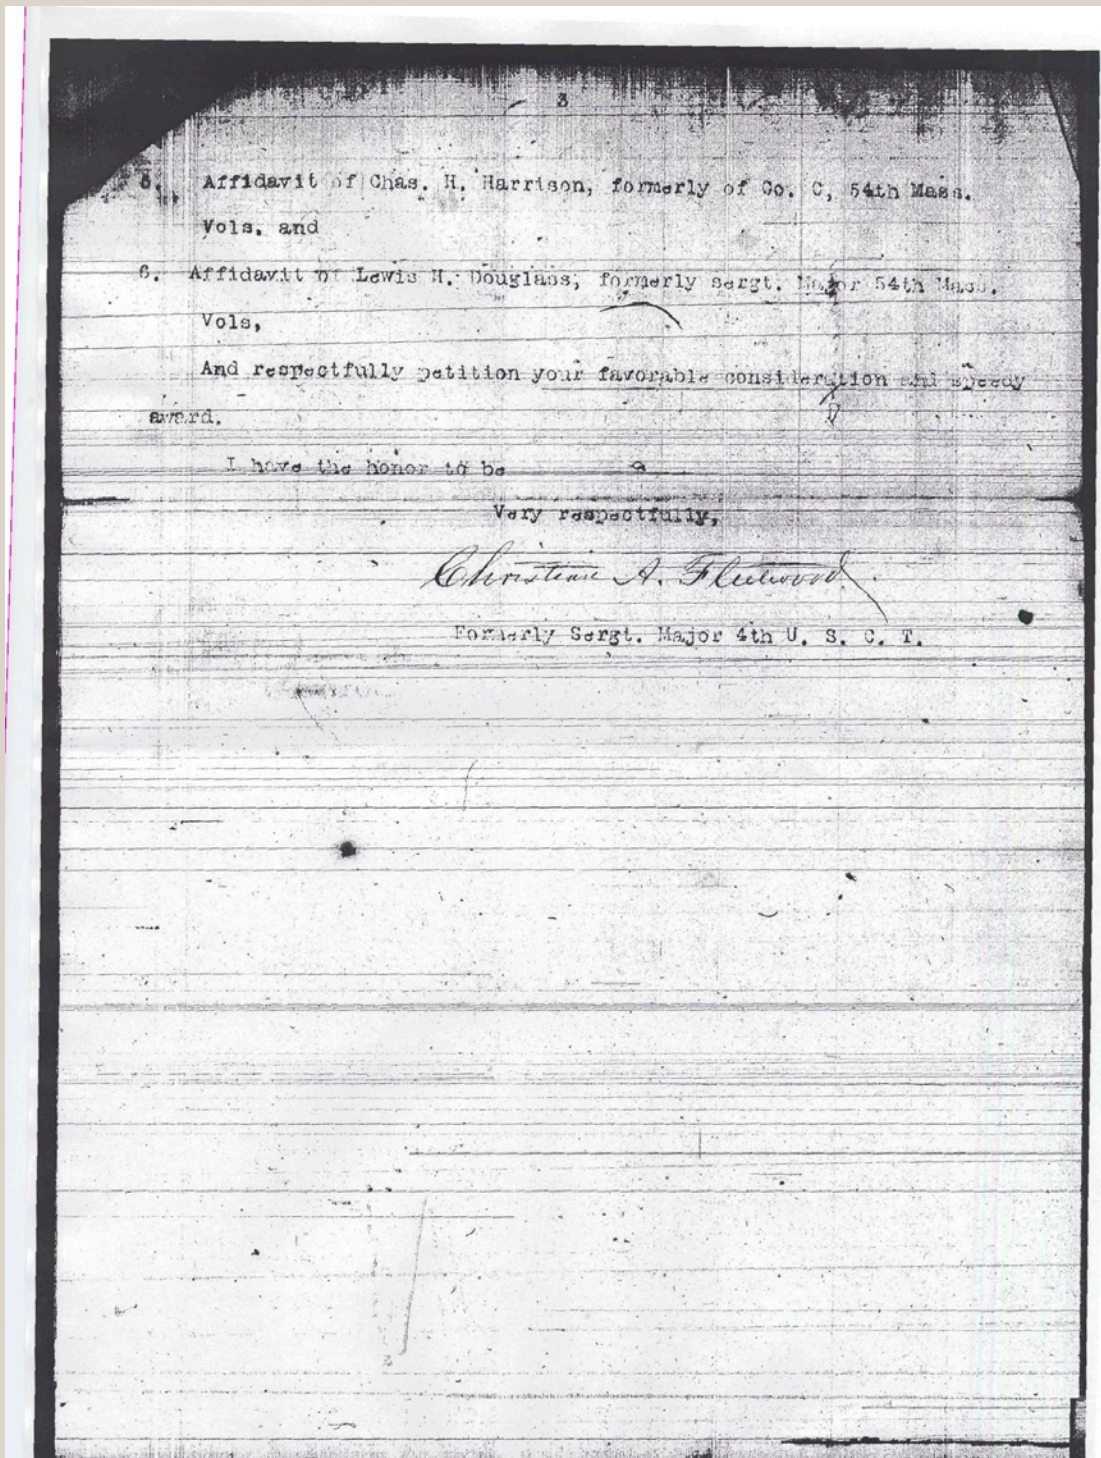 3
5. Affidavit of Chas. H. Harrison, formerly of Co. C, 54th Mass.
Vols. and
6. Affidavit of Lewis H. Douglass, formerly sergt. Major 54th Mass.
Vols,
And respectfully petition your favorable consideration and speedy
award.
I have the honor to be
Very respectfully,
Christian A. Fleetwood
Formerly Sergt. Major 4th U. S. C. T.